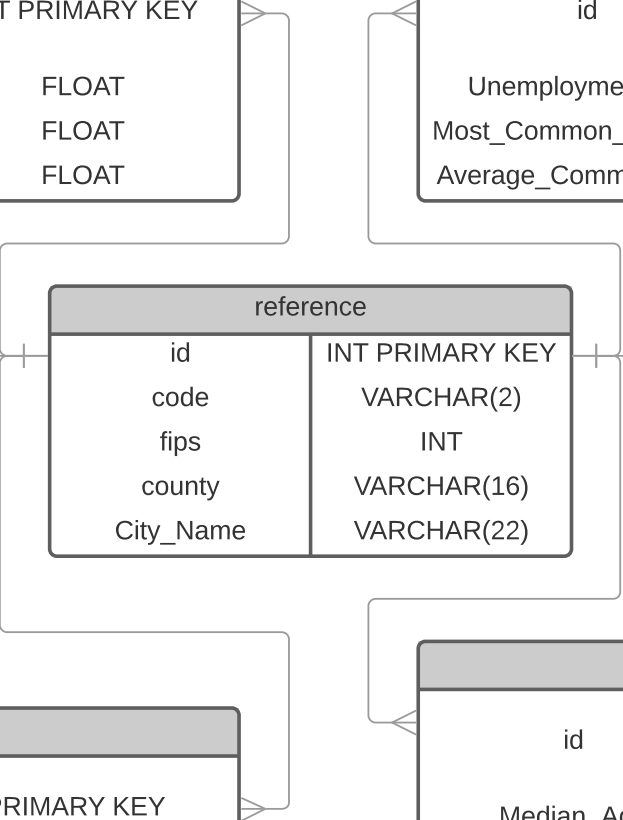 PRIMARY KEY
id
FLOAT
FLOAT
FLOAT
reference
id INT PRIMARY KEY
code VARCHAR(2)
fips INT
county VARCHAR(16)
City_Name VARCHAR(22)
id
KEY